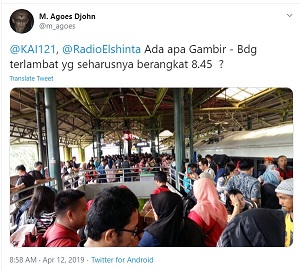 M. Agoes Djohn
@m_agoes
@KAI121, @RadioElshinta Ada apa Gambir - Bdg
terlambat yg seharusnya berangkat 8.45 ?
Translate Tweet
8:58 AM - Apr 12, 2019 - Twitter for Android